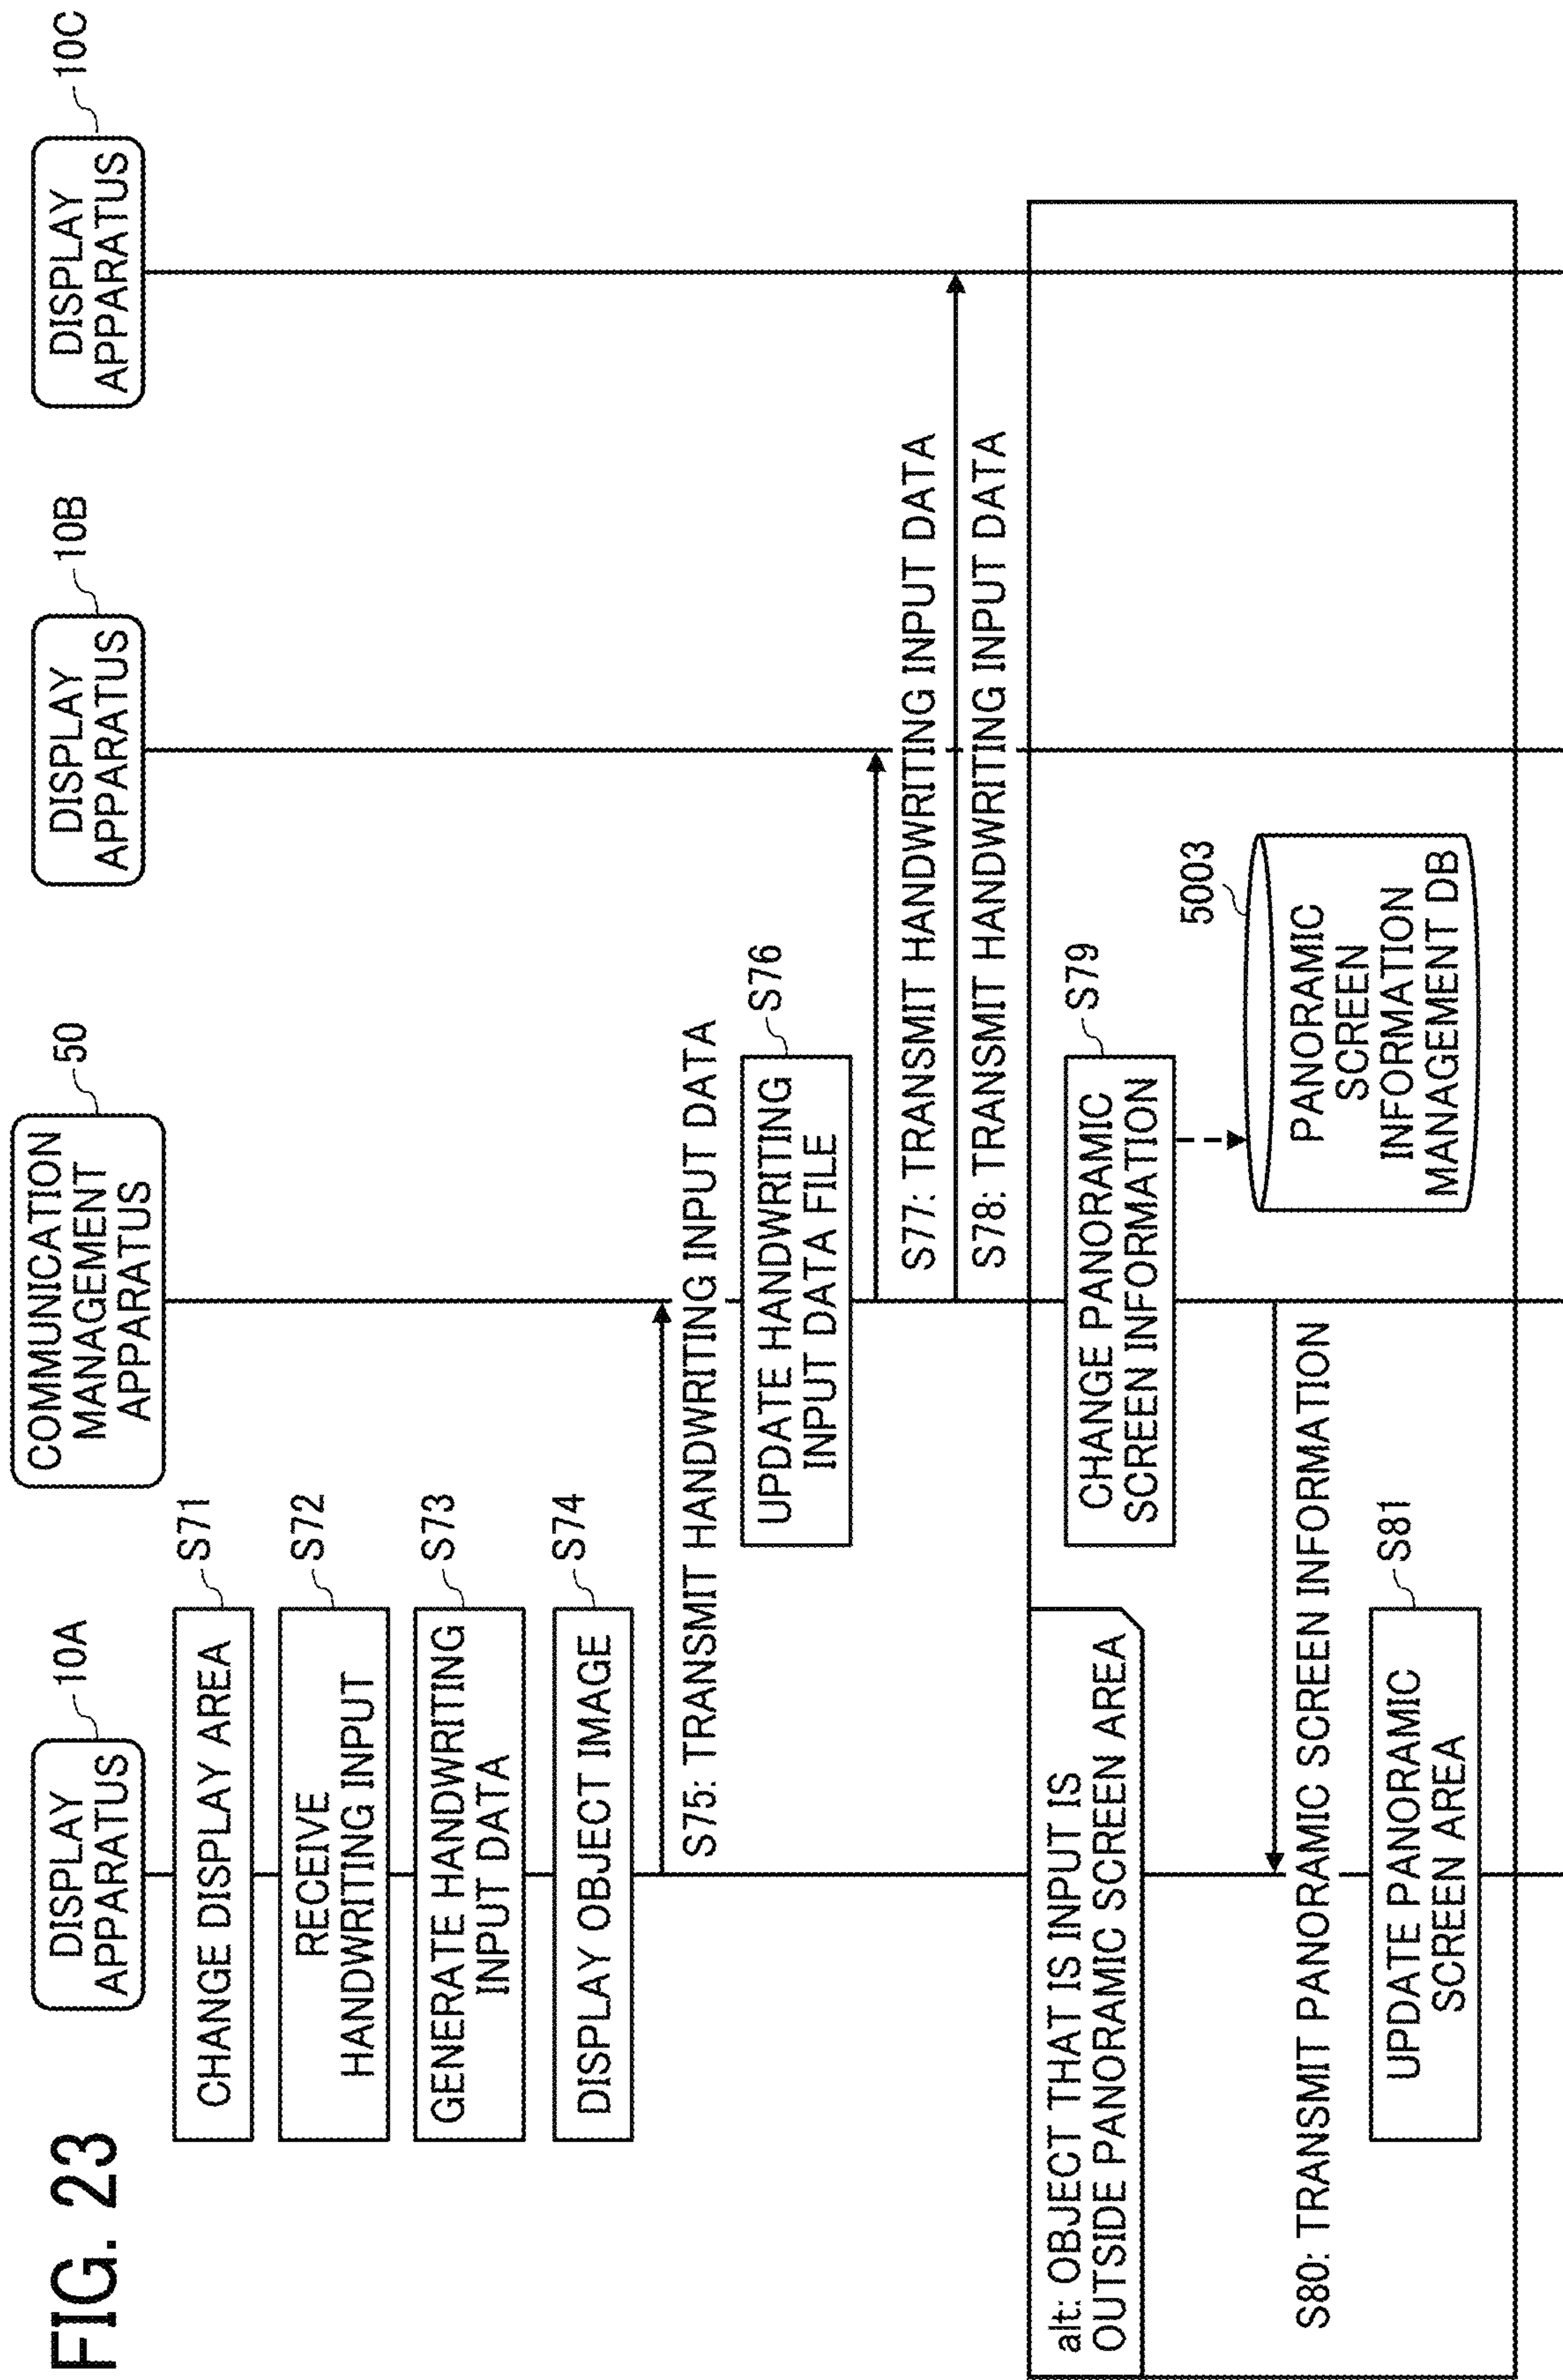 FIG. 23
DISPLAY
APPARATUS
10A
COMMUNICATION
MANAGEMENT
APPARATUS
50
DISPLAY
APPARATUS
10B
DISPLAY
APPARATUS
10C
CHANGE DISPLAY AREA
S71
RECEIVE
HANDWRITING INPUT
S72
GENERATE HANDWRITING
INPUT DATA
S73
DISPLAY OBJECT IMAGE
S74
S75: TRANSMIT HANDWRITING INPUT DATA
UPDATE HANDWRITING
INPUT DATA FILE
S76
S77: TRANSMIT HANDWRITING INPUT DATA
S78: TRANSMIT HANDWRITING INPUT DATA
alt: OBJECT THAT IS INPUT IS
OUTSIDE PANORAMIC SCREEN AREA
CHANGE PANORAMIC
SCREEN INFORMATION
S79
5003
PANORAMIC
SCREEN
INFORMATION
MANAGEMENT DB
S80: TRANSMIT PANORAMIC SCREEN INFORMATION
UPDATE PANORAMIC
SCREEN AREA
S81